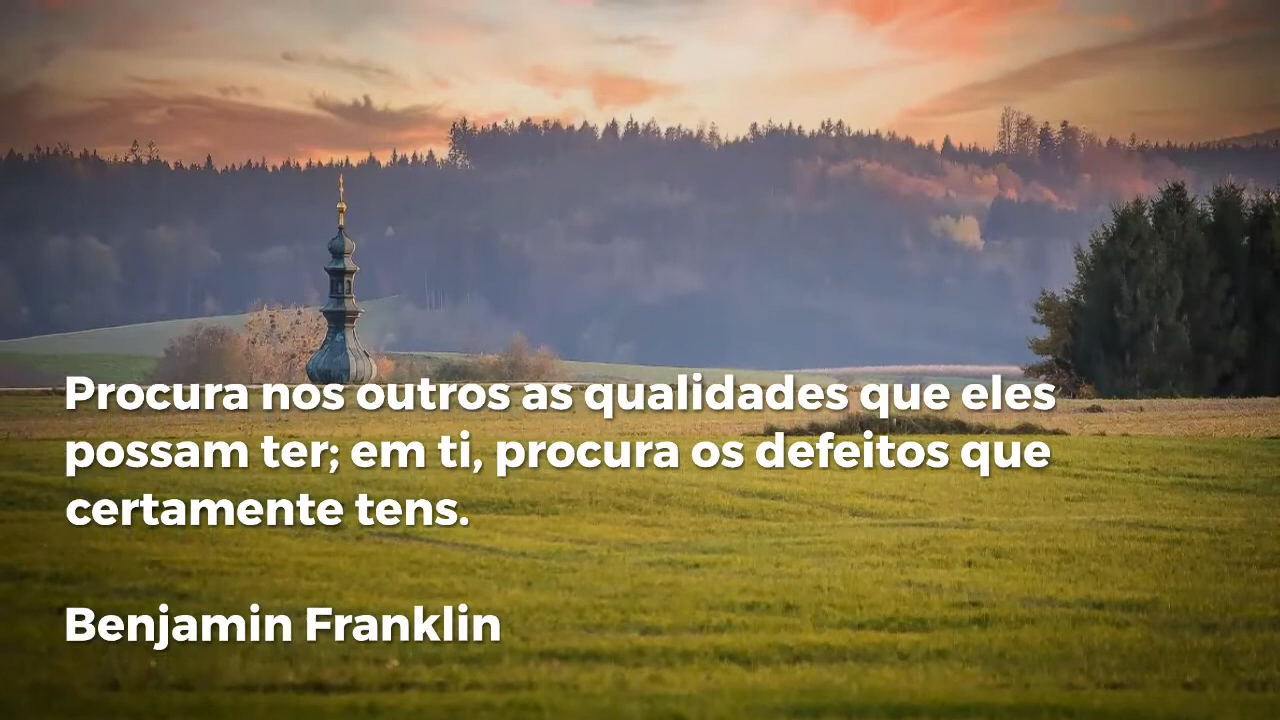 Procura nos outros as qualidades que eles
possam ter; em ti, procura os defeitos que
certamente tens.
Benjamin Franklin